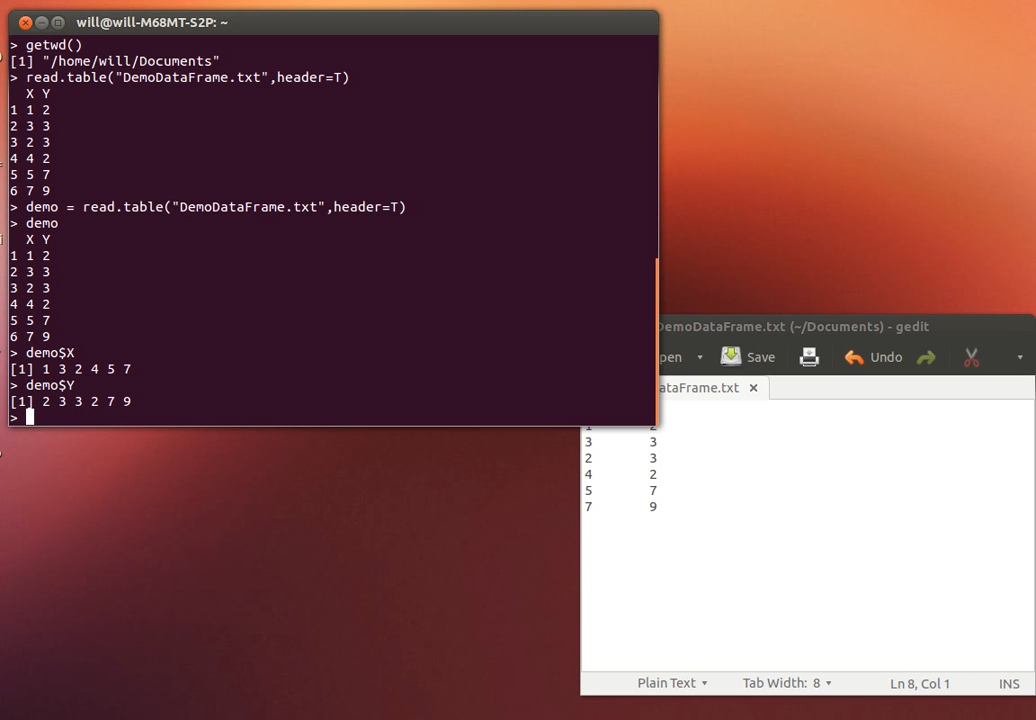 will@will-M68MT-S2P: ~
> getwd()
[1] "/home/will/Documents"
> read.table("DemoDataFrame.txt",header=T)
X Y
1 1 2
2 3 3
3 2 3
4 4 2
5 5 7
6 7 9
> demo = read.table("DemoDataFrame.txt",header=T)
> demo
X Y
1 1 2
2 3 3
3 2 3
4 4 2
5 5 7
6 7 9
> demo$X
[1] 1 3 2 4 5 7
> demo$Y
[1] 2 3 3 2 7 9
>
DemoDataFrame.txt (~/Documents) - gedit
pen Save Undo
ataFrame.txt
1 2
3 3
2 3
4 2
5 7
7 9
Plain Text Tab Width: 8 Ln 8, Col 1 INS